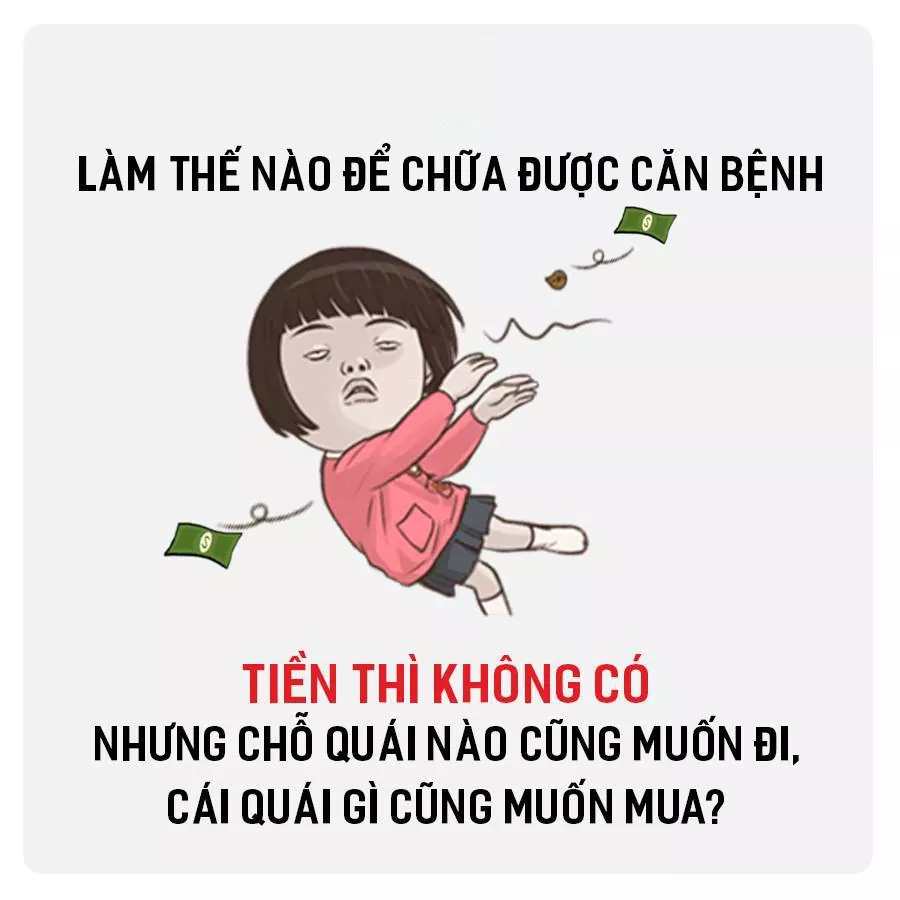 LÀM THẾ NÀO ĐỂ CHỮA ĐƯỢC CĂN BỆNH
TIỀN THÌ KHÔNG CÓ
NHƯNG CHỖ QUÁI NÀO CŨNG MUỐN ĐI,
CÁI QUÁI GÌ CŨNG MUỐN MUA?